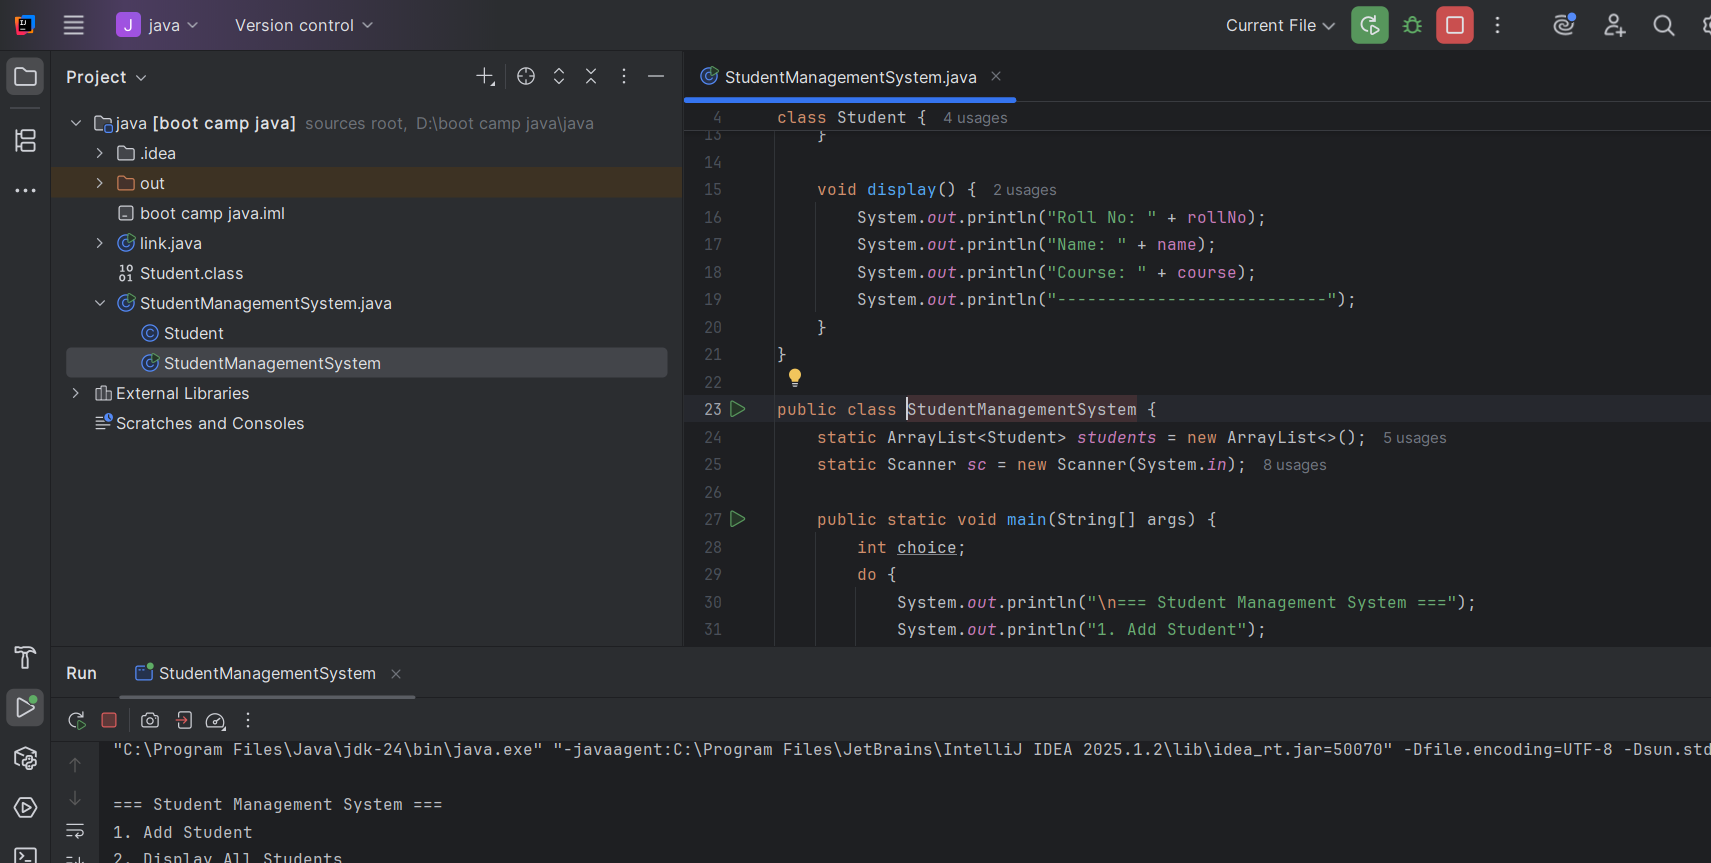 J java Version control Current File
Project
java [boot camp java] sources root, D:\boot camp java\java
.idea
out
boot camp java.iml
link.java
Student.class
StudentManagementSystem.java
Student
StudentManagementSystem
External Libraries
Scratches and Consoles
StudentManagementSystem.java
4 class Student { 4 usages
13 }
14
15 void display() { 2 usages
16 System.out.println("Roll No: " + rollNo);
17 System.out.println("Name: " + name);
18 System.out.println("Course: " + course);
19 System.out.println("---------------------------");
20 }
21 }
22
23 public class StudentManagementSystem {
24 static ArrayList<Student> students = new ArrayList<>(); 5 usages
25 static Scanner sc = new Scanner(System.in); 8 usages
26
27 public static void main(String[] args) {
28 int choice;
29 do {
30 System.out.println("\n=== Student Management System ===");
31 System.out.println("1. Add Student");
Run StudentManagementSystem
"C:\Program Files\Java\jdk-24\bin\java.exe" "-javaagent:C:\Program Files\JetBrains\IntelliJ IDEA 2025.1.2\lib\idea_rt.jar=50070" -Dfile.encoding=UTF-8 -Dsun.std
=== Student Management System ===
1. Add Student
2. Display All Students